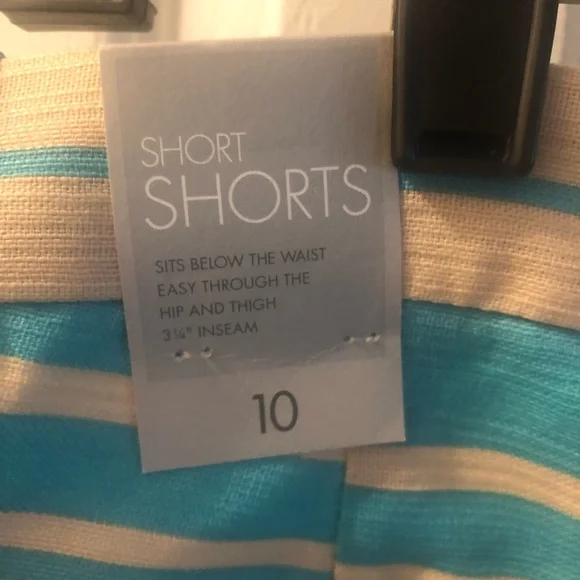 SHORT
SHORTS
SITS BELOW THE WAIST
EASY THROUGH THE
HIP AND THIGH
3¼" INSEAM
10